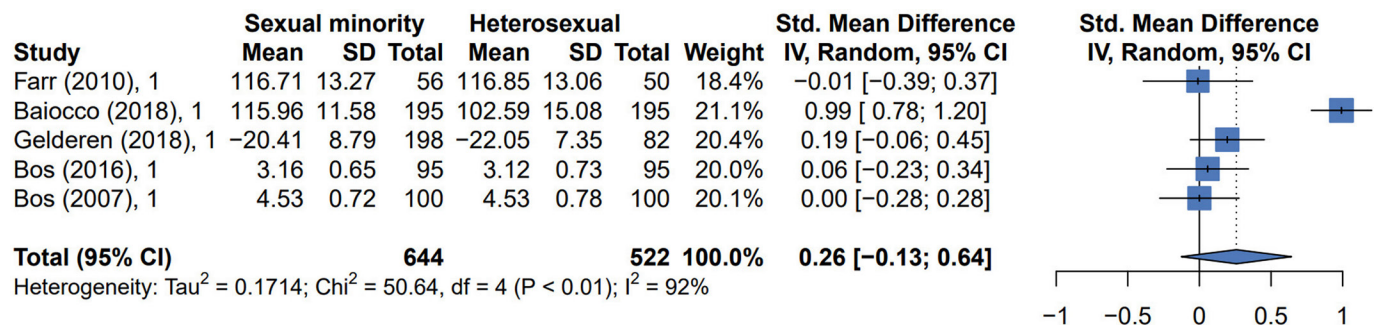 Sexual minority Heterosexual Std. Mean Difference Std. Mean Difference
Study Mean SD Total Mean SD Total Weight IV, Random, 95% CI IV, Random, 95% CI
Farr (2010), 1 116.71 13.27 56 116.85 13.06 50 18.4% −0.01 [−0.39; 0.37]
Baiocco (2018), 1 115.96 11.58 195 102.59 15.08 195 21.1% 0.99 [ 0.78; 1.20]
Gelderen (2018), 1 −20.41 8.79 198 −22.05 7.35 82 20.4% 0.19 [−0.06; 0.45]
Bos (2016), 1 3.16 0.65 95 3.12 0.73 95 20.0% 0.06 [−0.23; 0.34]
Bos (2007), 1 4.53 0.72 100 4.53 0.78 100 20.1% 0.00 [−0.28; 0.28]
Total (95% CI) 644 522 100.0% 0.26 [−0.13; 0.64]
Heterogeneity: Tau² = 0.1714; Chi² = 50.64, df = 4 (P < 0.01); I² = 92%
−1 −0.5 0 0.5 1